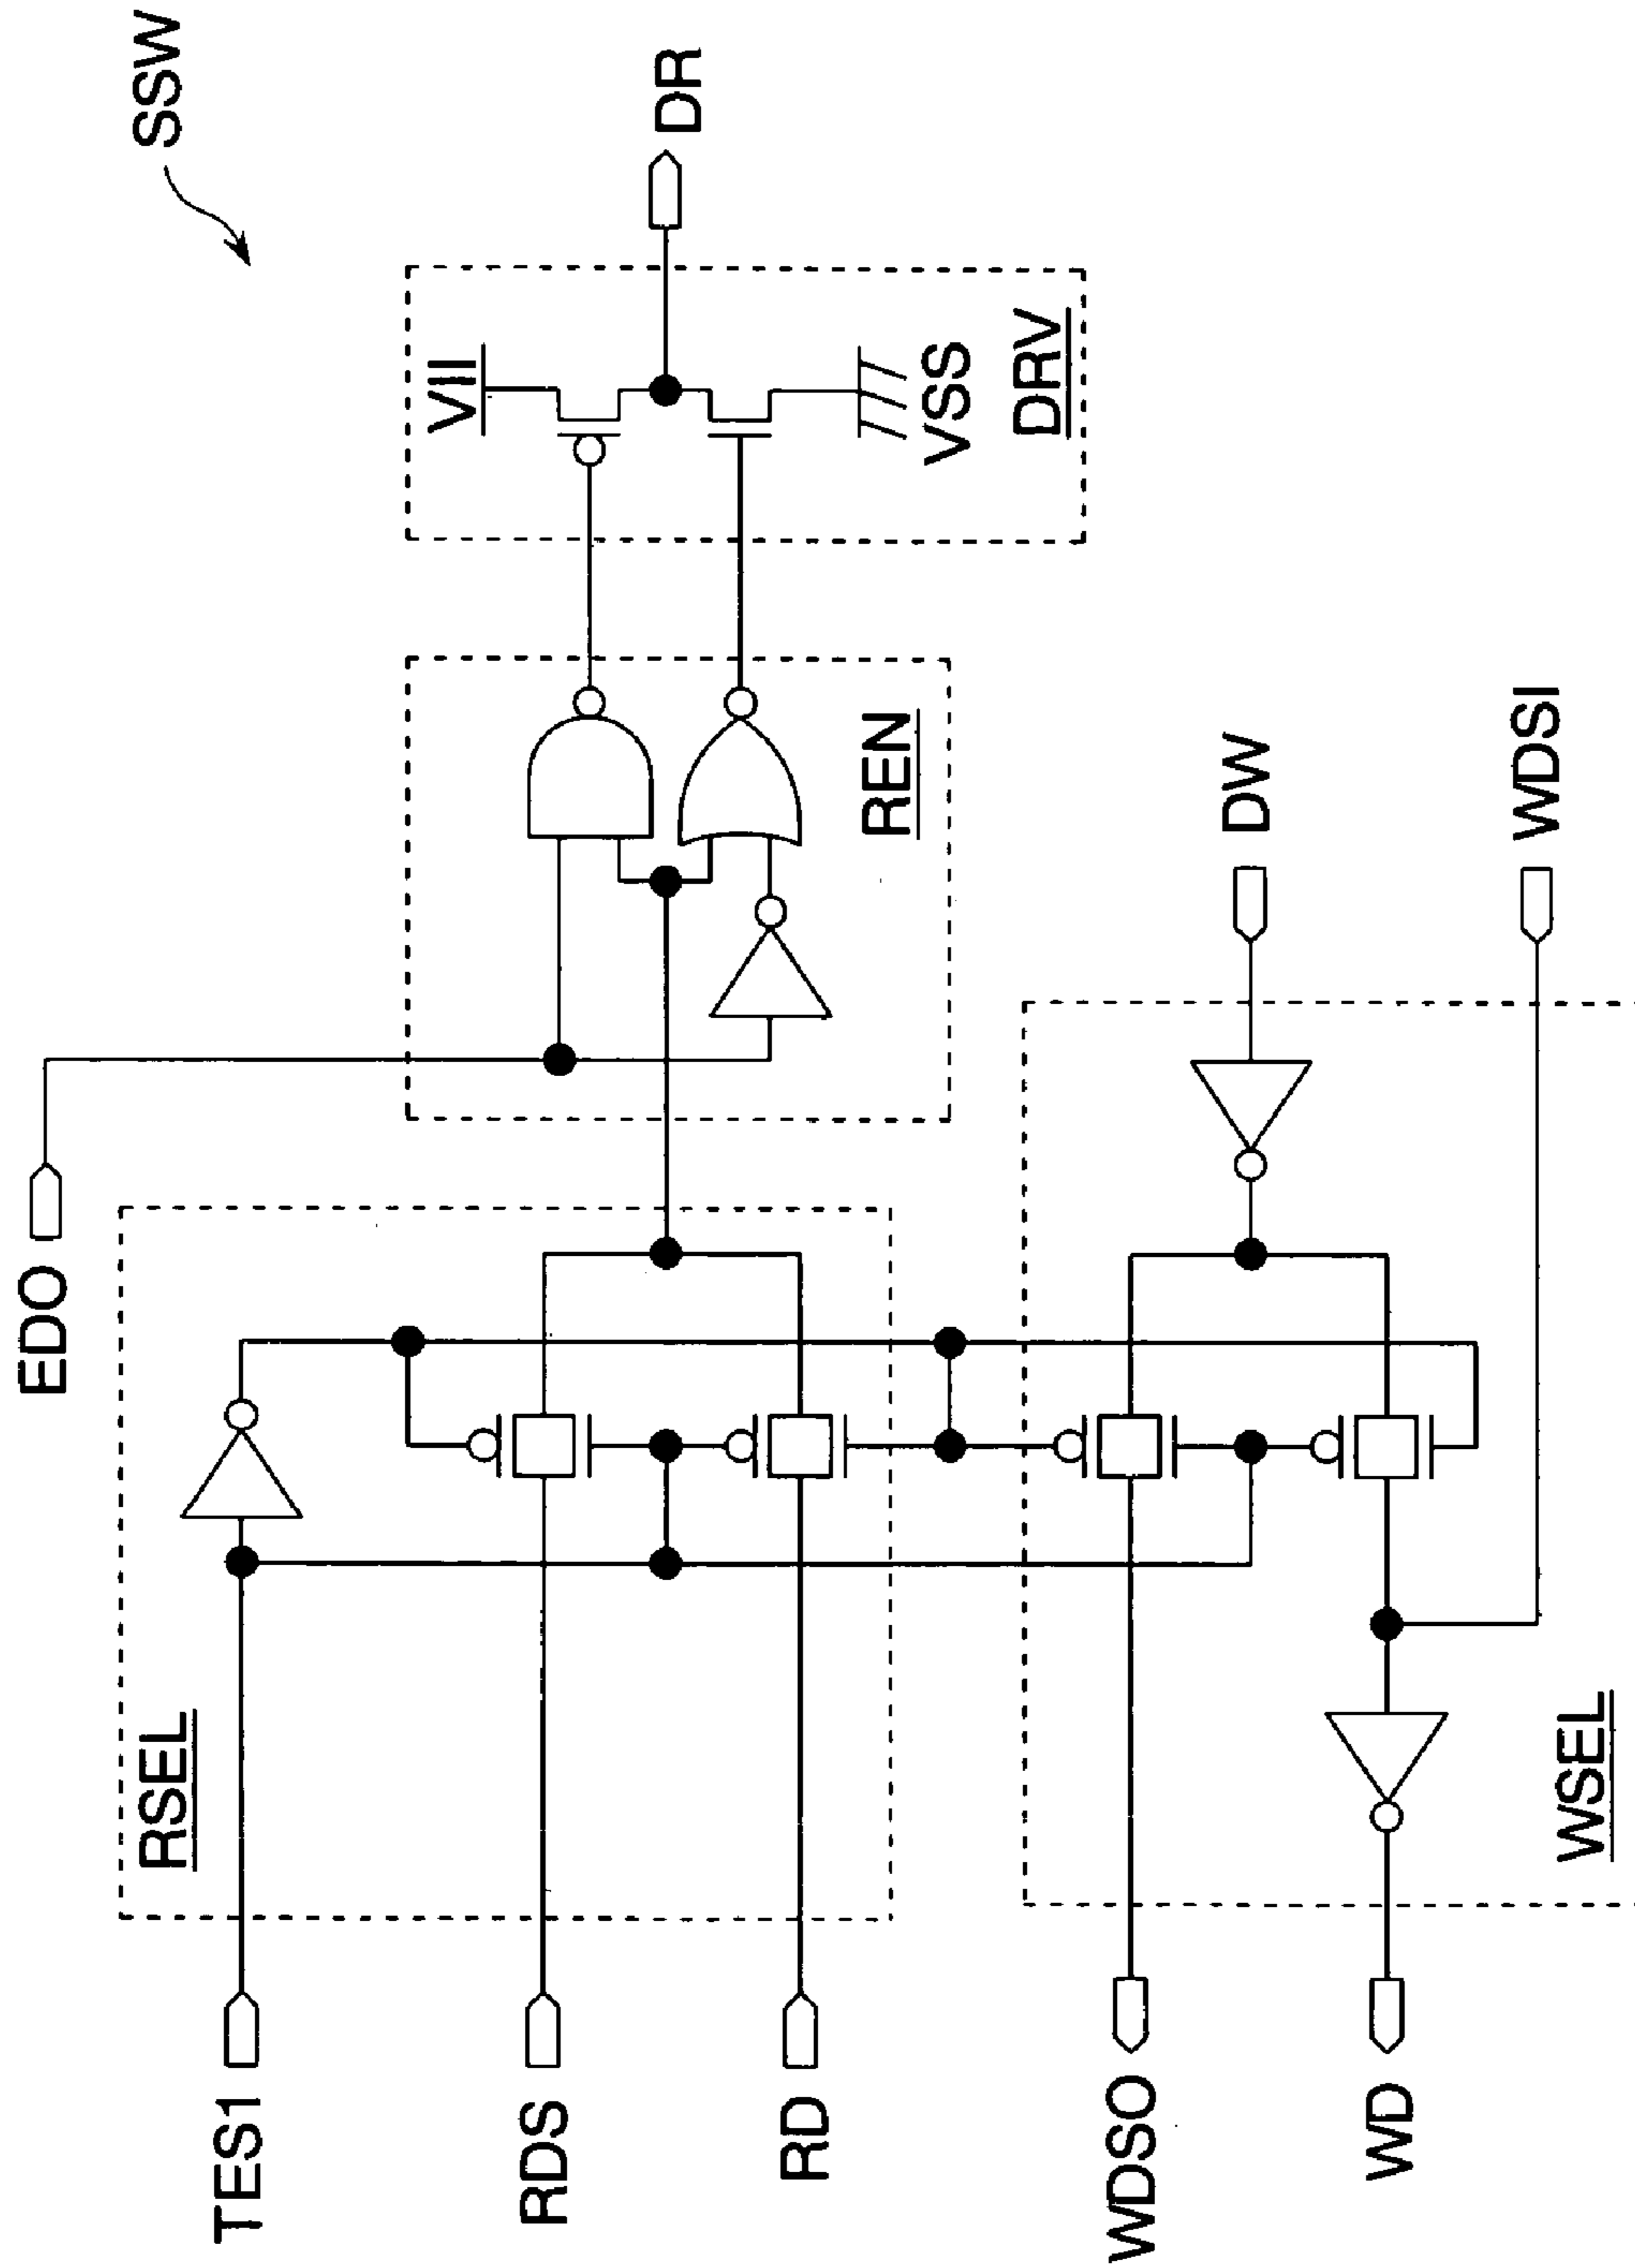 SSW
EDO
RSEL
TES1
RDS
RD
REN
VII
VSS
DRV
DR
WDSO
WD
WSEL
DW
WDSI